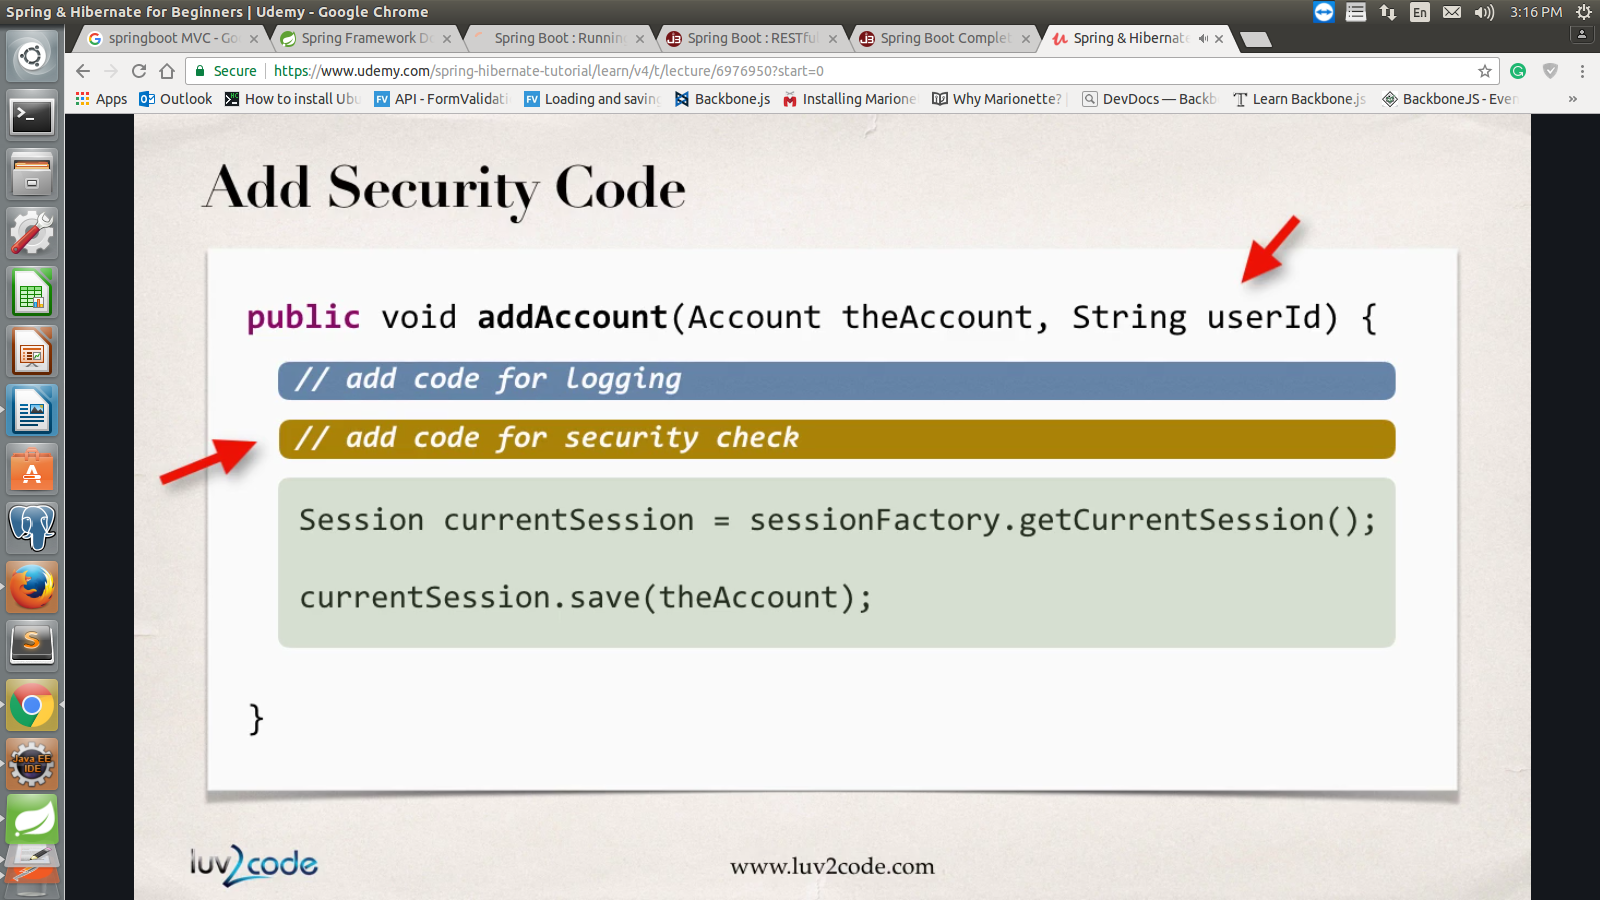 Spring & Hibernate for Beginners | Udemy - Google Chrome
En
3:16 PM
springboot MVC - Go
Spring Framework D
Spring Boot : Runnin
Spring Boot : RESTfu
Spring Boot Complet
Spring & Hibernate
Secure
https://www.udemy.com/spring-hibernate-tutorial/learn/v4/t/lecture/6976950?start=0
Apps
Outlook
How to install Ubu
API - FormValidati
Loading and saving
Backbone.js
Installing Marione
Why Marionette?
DevDocs — Backb
Learn Backbone.js
BackboneJS - Ever
»
Add Security Code
public void addAccount(Account theAccount, String userId) {
// add code for logging
// add code for security check
Session currentSession = sessionFactory.getCurrentSession();
currentSession.save(theAccount);
}
Java EE
IDE
luv2code
www.luv2code.com